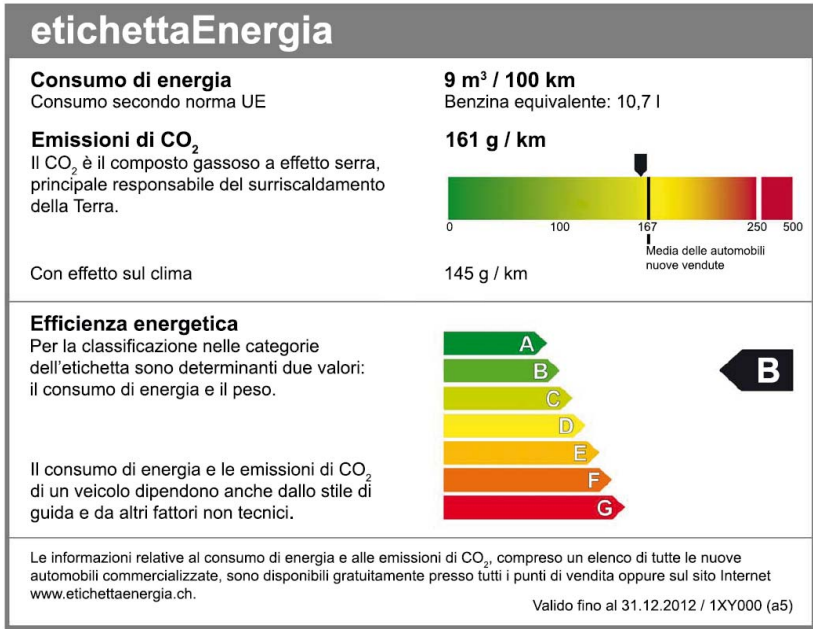 etichettaEnergia
Consumo di energia
Consumo secondo norma UE
9 m³ / 100 km
Benzina equivalente: 10,7 l
Emissioni di CO₂
Il CO₂ è il composto gassoso a effetto serra,
principale responsabile del surriscaldamento
della Terra.
161 g / km
0 100 167 250 500
Media delle automobili
nuove vendute
Con effetto sul clima
145 g / km
Efficienza energetica
Per la classificazione nelle categorie
dell'etichetta sono determinanti due valori:
il consumo di energia e il peso.
Il consumo di energia e le emissioni di CO₂
di un veicolo dipendono anche dallo stile di
guida e da altri fattori non tecnici.
A
B
C
D
E
F
G
B
Le informazioni relative al consumo di energia e alle emissioni di CO₂, compreso un elenco di tutte le nuove
automobili commercializzate, sono disponibili gratuitamente presso tutti i punti di vendita oppure sul sito Internet
www.etichettaenergia.ch.
Valido fino al 31.12.2012 / 1XY000 (a5)